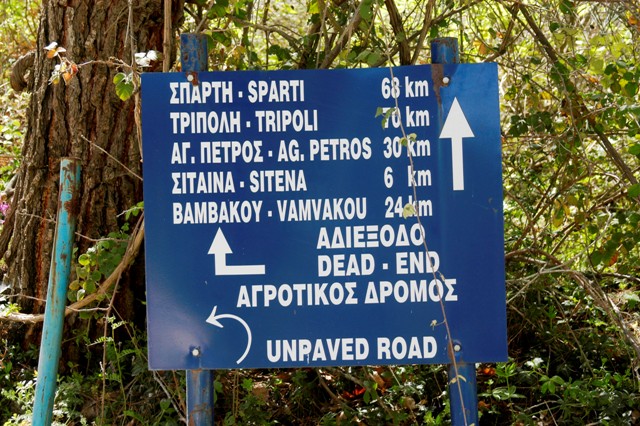 ΣΠΑΡΤΗ - SPARTI 68 km
ΤΡΙΠΟΛΗ - TRIPOLI 70 km
ΑΓ. ΠΕΤΡΟΣ - AG. PETROS 30 km
ΣΙΤΑΙΝΑ - SITENA 6 km
ΒΑΜΒΑΚΟΥ - VAMVAKOU 24 km
ΑΔΙΕΞΟΔΟ
DEAD - END
ΑΓΡΟΤΙΚΟΣ ΔΡΟΜΟΣ
UNPAVED ROAD